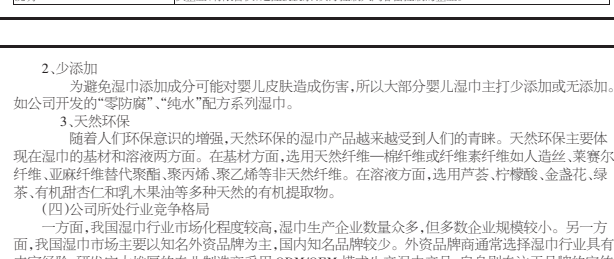 2、少添加
为避免湿巾添加成分可能对婴儿皮肤造成伤害,所以大部分婴儿湿巾主打少添加或无添加。
如公司开发的“零防腐”、“纯水”配方系列湿巾。
3、天然环保
随着人们环保意识的增强,天然环保的湿巾产品越来越受到人们的青睐。天然环保主要体
现在湿巾的基材和溶液两方面。在基材方面,选用天然纤维—棉纤维或纤维素纤维如人造丝、莱赛尔
纤维、亚麻纤维替代聚酯、聚丙烯、聚乙烯等非天然纤维。在溶液方面,选用芦荟、柠檬酸、金盏花、绿
茶、有机甜杏仁和乳木果油等多种天然的有机提取物。
(四)公司所处行业竞争格局
一方面,我国湿巾行业市场化程度较高,湿巾生产企业数量众多,但多数企业规模较小。另一方
面,我国湿巾市场主要以知名外资品牌为主,国内知名品牌较少。外资品牌商通常选择湿巾行业具有